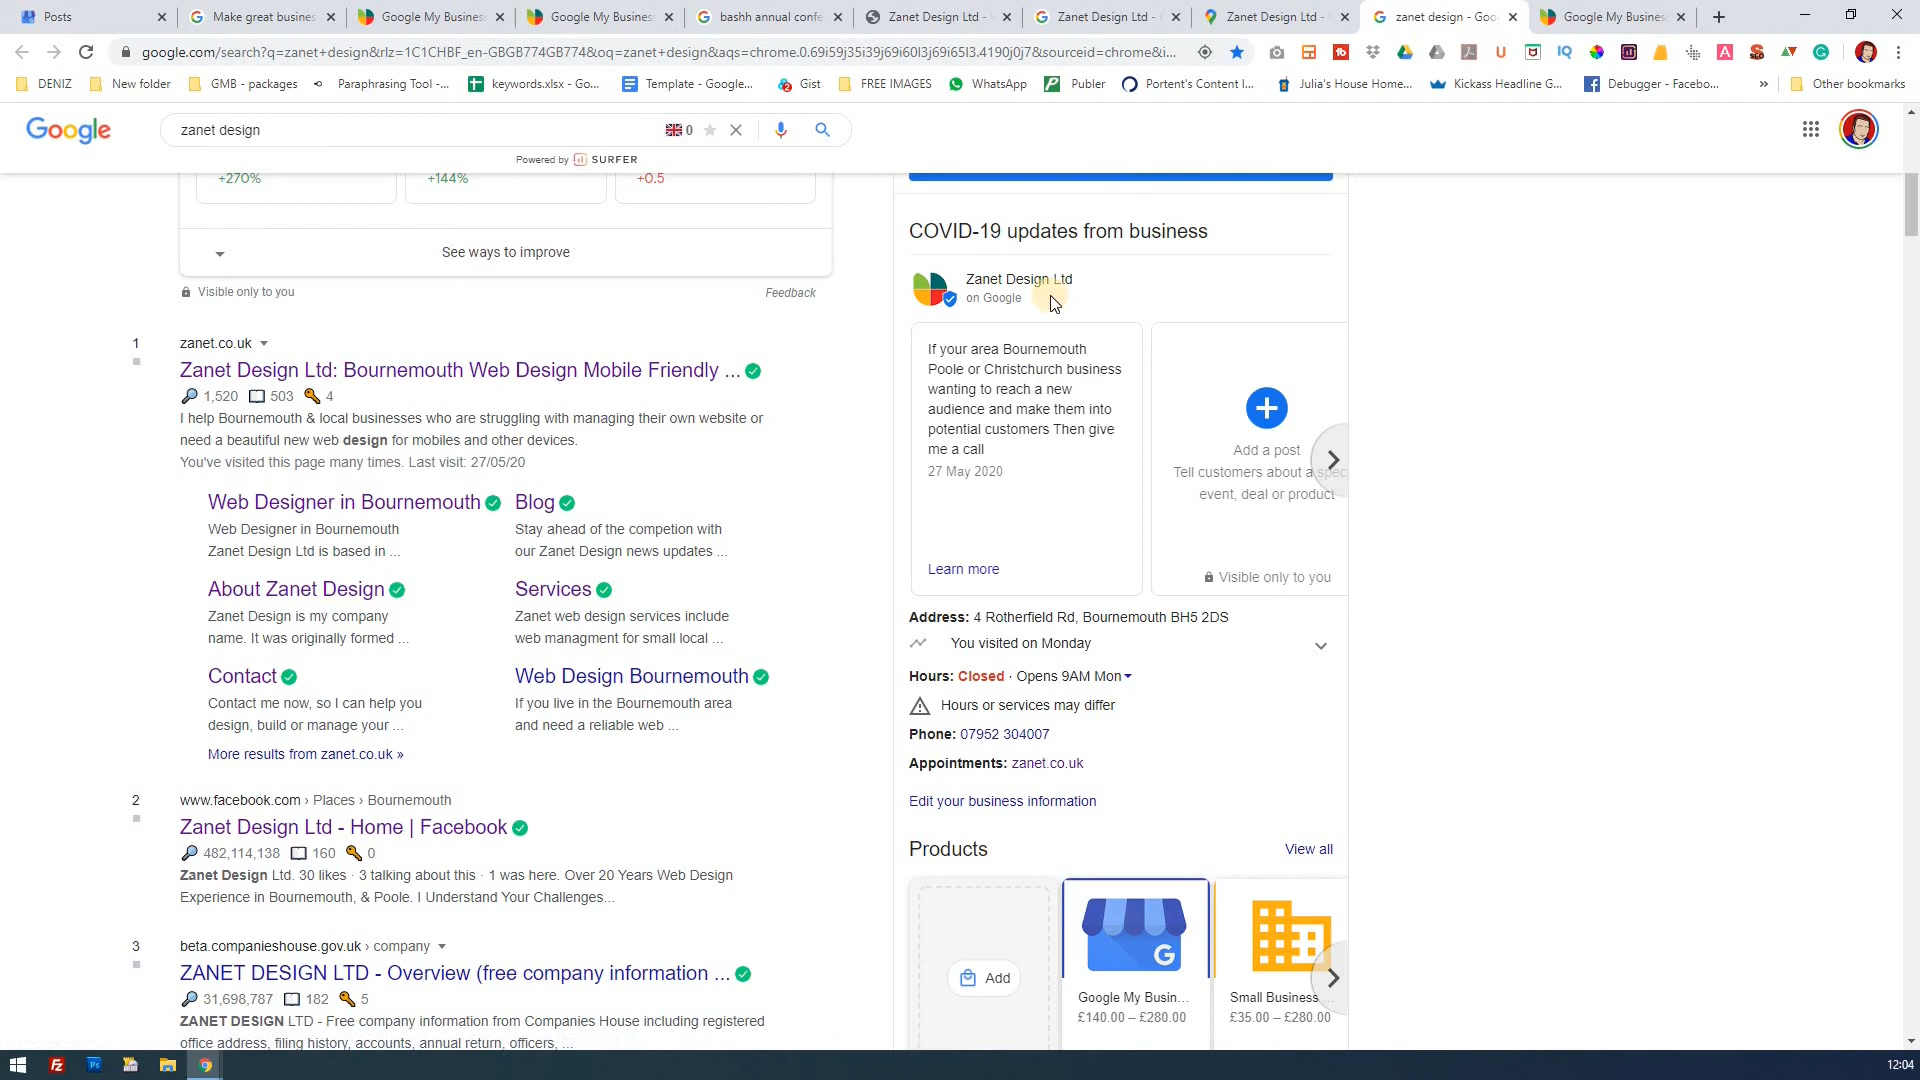 Posts
Make great busines
Google My Busines
Google My Busines
bashh annual confe
Zanet Design Ltd -
Zanet Design Ltd -
Zanet Design Ltd -
zanet design - Goo
Google My Busines
google.com/search?q=zanet+design&rlz=1C1CHBF_en-GBGB774GB774&oq=zanet+design&aqs=chrome.0.69i59j35i39j69i60l3j69i65l3.4190j0j7&sourceid=chrome&i...
DENIZ
New folder
GMB - packages
Paraphrasing Tool -...
keywords.xlsx - Go...
Template - Google...
Gist
FREE IMAGES
WhatsApp
Publer
Portent's Content I...
Julia's House Home...
Kickass Headline G...
Debugger - Facebo...
»
Other bookmarks
Google
zanet design
0
Powered by SURFER
+270%
+144%
+0.5
See ways to improve
Visible only to you
Feedback
1
zanet.co.uk
Zanet Design Ltd: Bournemouth Web Design Mobile Friendly ...
1,520 503 4
I help Bournemouth & local businesses who are struggling with managing their own website or
need a beautiful new web design for mobiles and other devices.
You've visited this page many times. Last visit: 27/05/20
Web Designer in Bournemouth
Web Designer in Bournemouth
Zanet Design Ltd is based in ...
Blog
Stay ahead of the competion with
our Zanet Design news updates ...
About Zanet Design
Zanet Design is my company
name. It was originally formed ...
Services
Zanet web design services include
web managment for small local ...
Contact
Contact me now, so I can help you
design, build or manage your ...
Web Design Bournemouth
If you live in the Bournemouth area
and need a reliable web ...
More results from zanet.co.uk »
2
www.facebook.com › Places › Bournemouth
Zanet Design Ltd - Home | Facebook
482,114,138 160 0
Zanet Design Ltd. 30 likes · 3 talking about this · 1 was here. Over 20 Years Web Design
Experience in Bournemouth, & Poole. I Understand Your Challenges...
3
beta.companieshouse.gov.uk › company
ZANET DESIGN LTD - Overview (free company information ...
31,698,787 182 5
ZANET DESIGN LTD - Free company information from Companies House including registered
office address, filing history, accounts, annual return, officers, ...
COVID-19 updates from business
Zanet Design Ltd
on Google
If your area Bournemouth
Poole or Christchurch business
wanting to reach a new
audience and make them into
potential customers Then give
me a call
27 May 2020
Learn more
Add a post
Tell customers about a spec
event, deal or product
Visible only to you
Address: 4 Rotherfield Rd, Bournemouth BH5 2DS
You visited on Monday
Hours: Closed · Opens 9AM Mon
Hours or services may differ
Phone: 07952 304007
Appointments: zanet.co.uk
Edit your business information
Products
View all
Add
Google My Busin...
£140.00 – £280.00
Small Business ...
£35.00 – £280.00
12:04